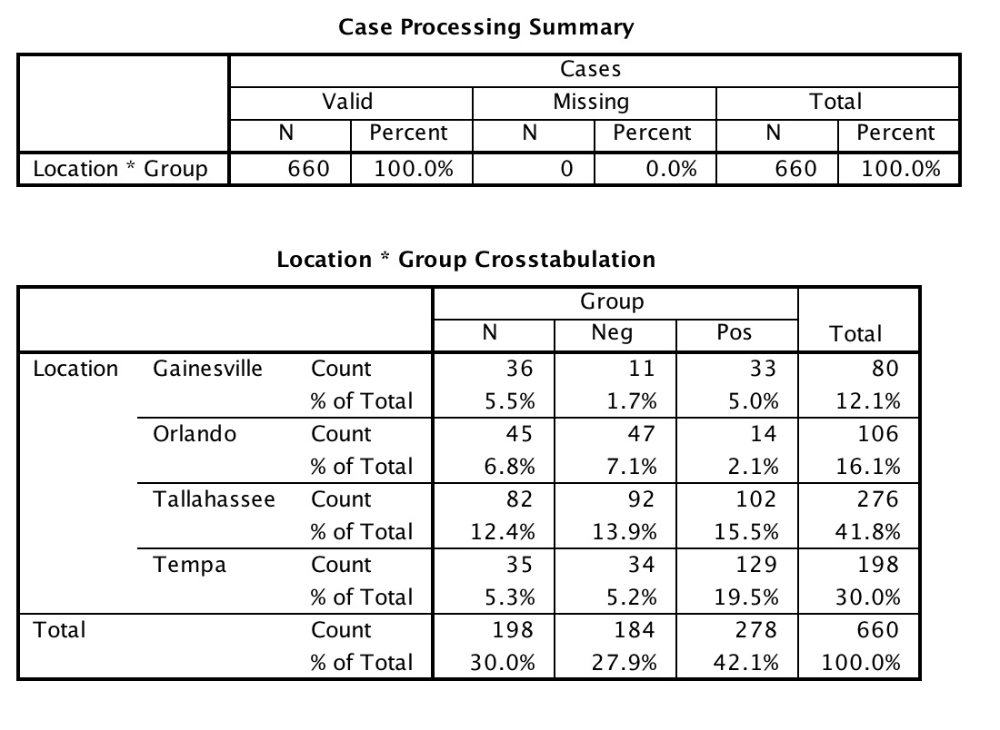 Case Processing Summary
Cases
Valid Missing Total
N Percent N Percent N Percent
Location * Group 660 100.0% 0 0.0% 660 100.0%
Location * Group Crosstabulation
Group
N Neg Pos Total
Location Gainesville Count 36 11 33 80
% of Total 5.5% 1.7% 5.0% 12.1%
Orlando Count 45 47 14 106
% of Total 6.8% 7.1% 2.1% 16.1%
Tallahassee Count 82 92 102 276
% of Total 12.4% 13.9% 15.5% 41.8%
Tempa Count 35 34 129 198
% of Total 5.3% 5.2% 19.5% 30.0%
Total Count 198 184 278 660
% of Total 30.0% 27.9% 42.1% 100.0%